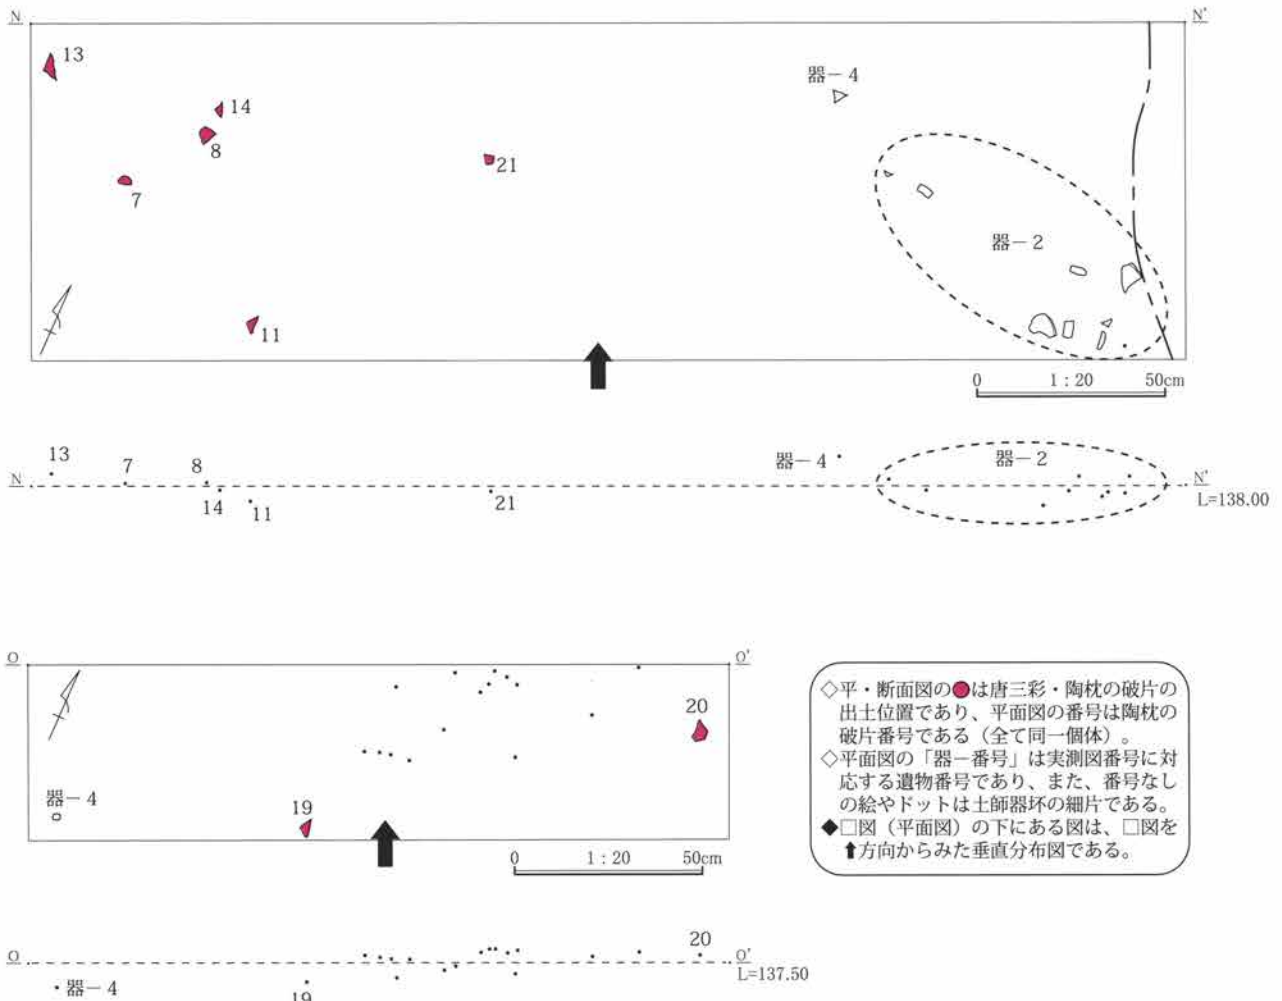 N
N'
13
14
8
7
21
11
器－4
器－2
0 1：20 50cm
13
7
8
14
11
21
器－4
器－2
N
N'
L=138.00
O
O'
20
器－4
19
0 1：20 50cm
◇平・断面図の●は唐三彩・陶枕の破片の
出土位置であり、平面図の番号は陶枕の
破片番号である（全て同一個体）。
◇平面図の「器－番号」は実測図番号に対
応する遺物番号であり、また、番号なし
の絵やドットは土師器坏の細片である。
◆□図（平面図）の下にある図は、□図を
⬆方向からみた垂直分布図である。
20
O
O'
L=137.50
器－4
19